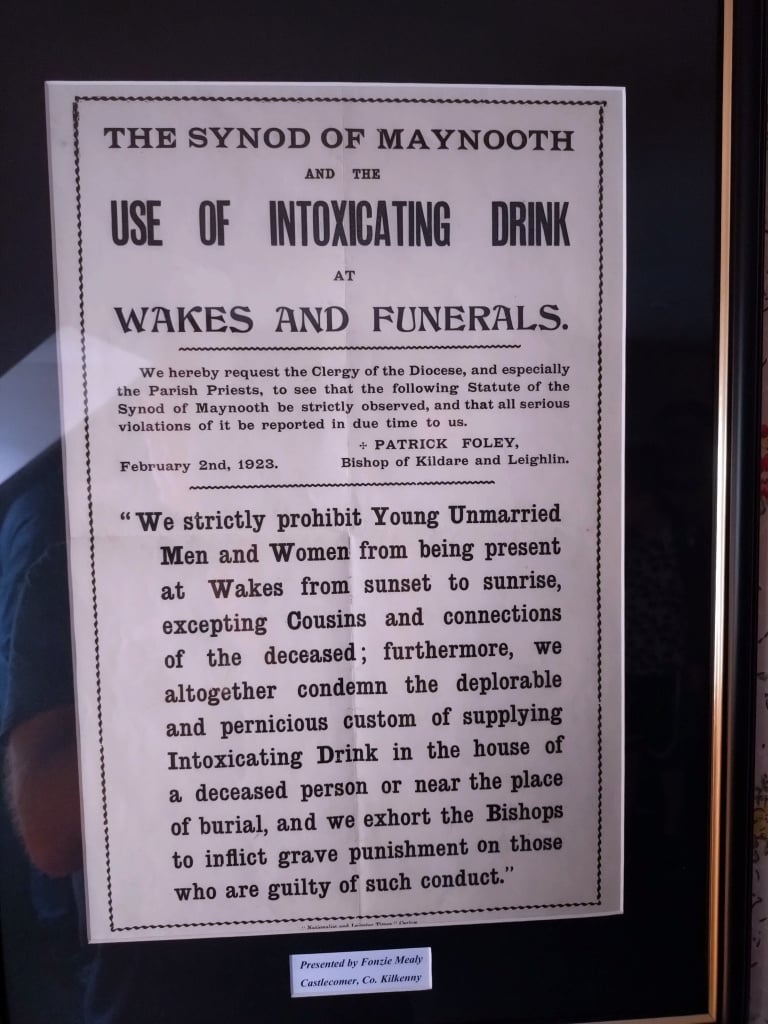 THE SYNOD OF MAYNOOTH
AND THE
USE OF INTOXICATING DRINK
AT
WAKES AND FUNERALS.
We hereby request the Clergy of the Diocese, and especially
the Parish Priests, to see that the following Statute of the
Synod of Maynooth be strictly observed, and that all serious
violations of it be reported in due time to us.
✢ PATRICK FOLEY,
February 2nd, 1923. Bishop of Kildare and Leighlin.
“We strictly prohibit Young Unmarried
Men and Women from being present
at Wakes from sunset to sunrise,
excepting Cousins and connections
of the deceased; furthermore, we
altogether condemn the deplorable
and pernicious custom of supplying
Intoxicating Drink in the house of
a deceased person or near the place
of burial, and we exhort the Bishops
to inflict grave punishment on those
who are guilty of such conduct.”
"Nationalist and Leinster Times" Carlow
Presented by Fonzie Mealy
Castlecomer, Co. Kilkenny